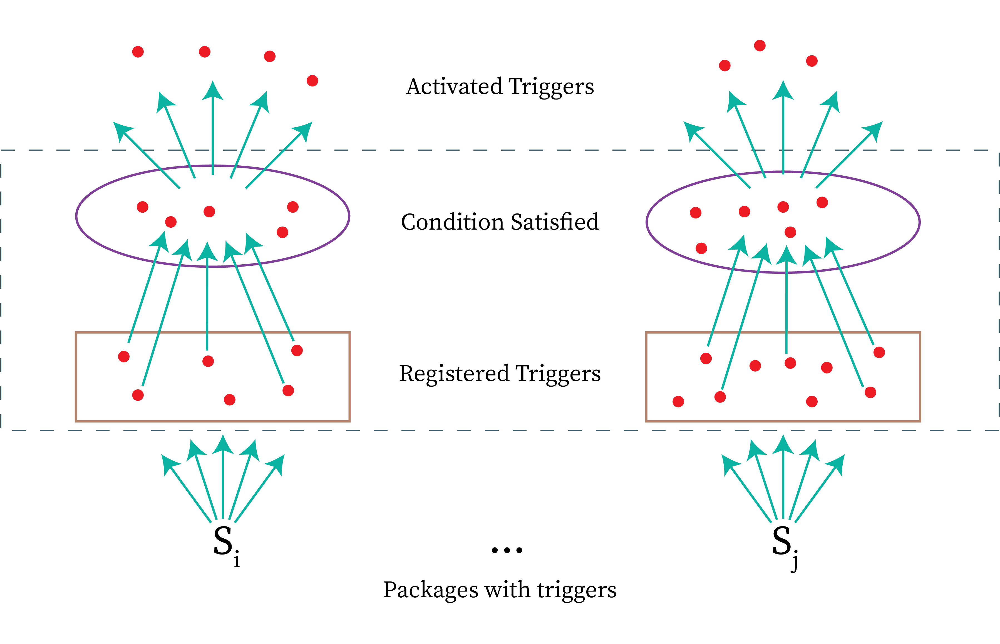 Activated Triggers
Condition Satisfied
Registered Triggers
Si
...
Sj
Packages with triggers